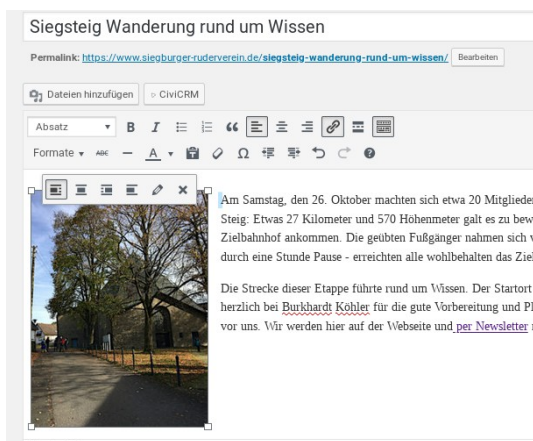 Siegsteig Wanderung rund um Wissen
Permalink: https://www.siegburger-ruderverein.de/siegsteig-wanderung-rund-um-wissen/ Bearbeiten
Dateien hinzufügen CiviCRM
Absatz B I
Formate ABC A Ω
Am Samstag, den 26. Oktober machten sich etwa 20 Mitglieder
Steig: Etwas 27 Kilometer und 570 Höhenmeter galt es zu bew
Zielbahnhof ankommen. Die geübten Fußgänger nahmen sich v
durch eine Stunde Pause - erreichten alle wohlbehalten das Ziel
Die Strecke dieser Etappe führte rund um Wissen. Der Startort
herzlich bei Burkhardt Köhler für die gute Vorbereitung und Pl
vor uns. Wir werden hier auf der Webseite und per Newsletter